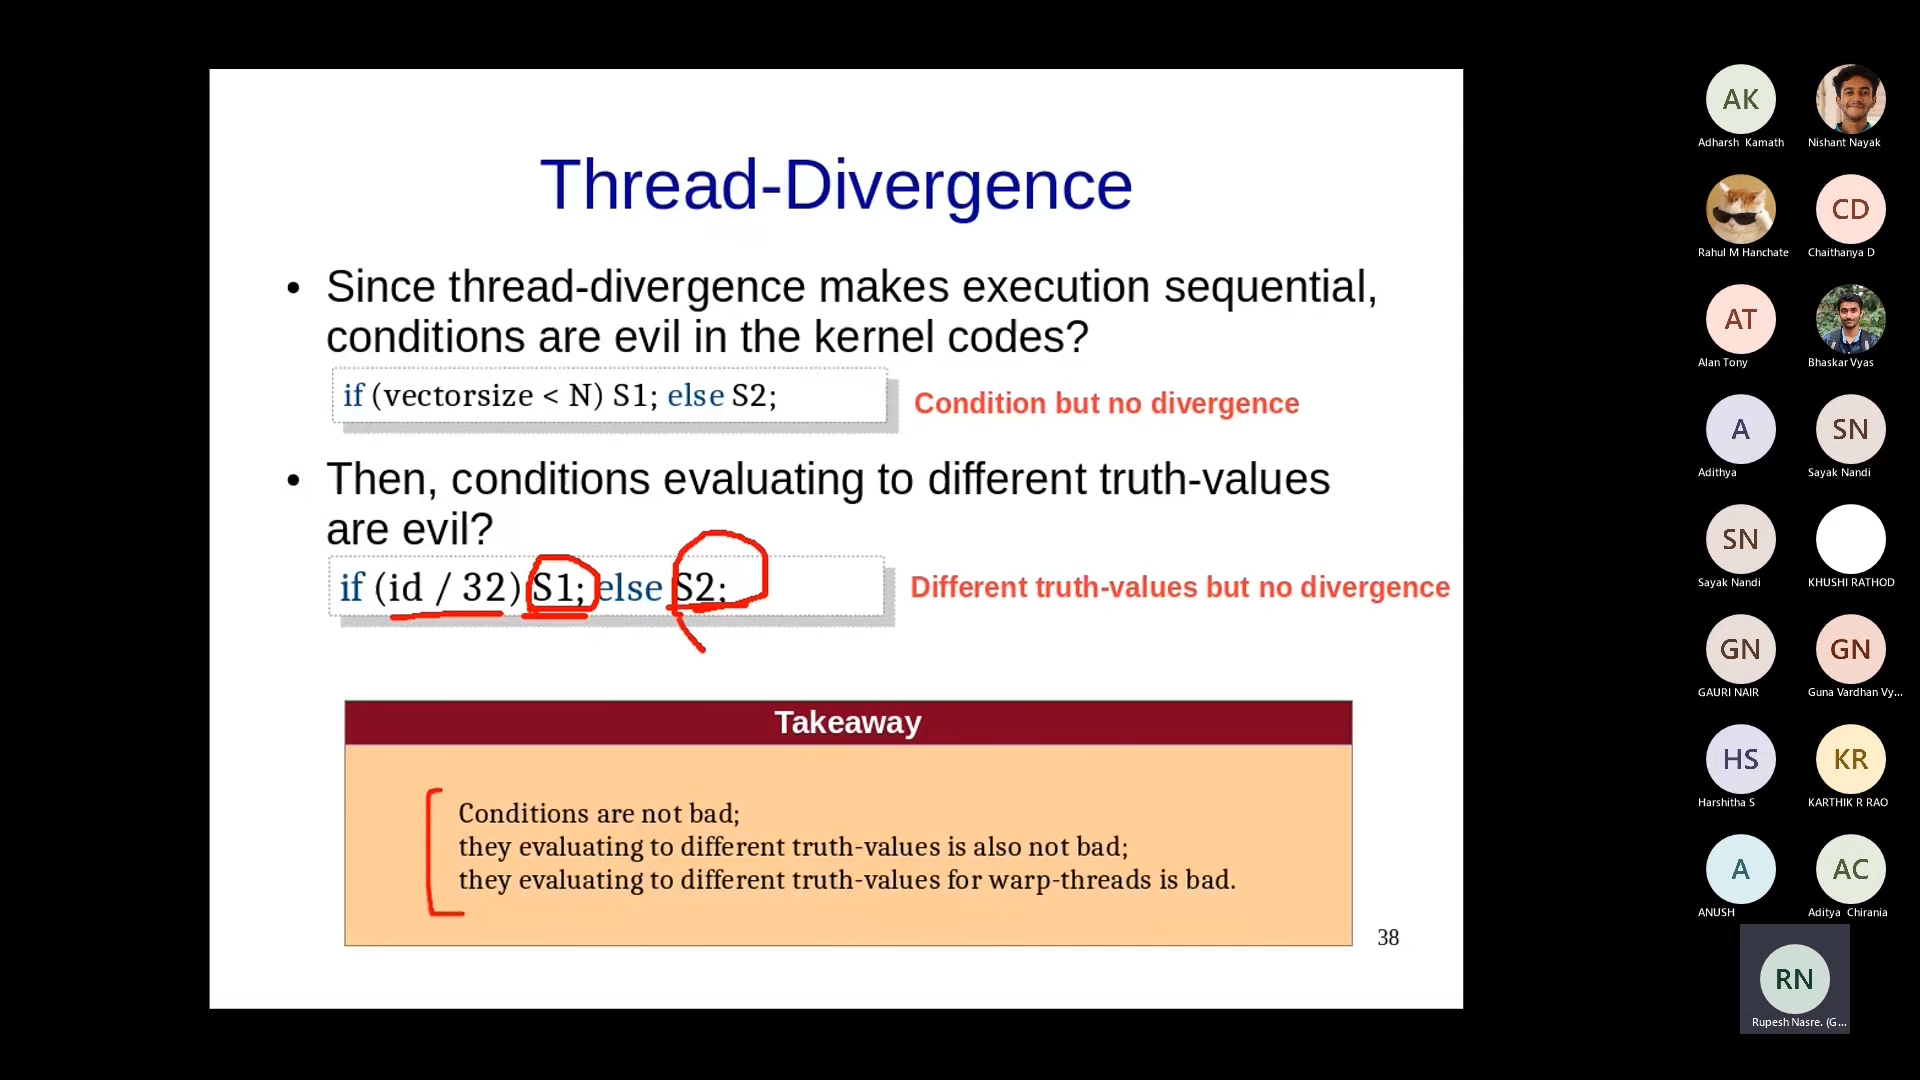 Thread-Divergence
• Since thread-divergence makes execution sequential,
conditions are evil in the kernel codes?
if (vectorsize < N) S1; else S2;
Condition but no divergence
• Then, conditions evaluating to different truth-values
are evil?
if (id / 32) S1; else S2;
Different truth-values but no divergence
Takeaway
Conditions are not bad;
they evaluating to different truth-values is also not bad;
they evaluating to different truth-values for warp-threads is bad.
38
AK
Adharsh Kamath
Nishant Nayak
Rahul M Hanchate
CD
Chaithanya D
AT
Alan Tony
Bhaskar Vyas
A
Adithya
SN
Sayak Nandi
SN
Sayak Nandi
KHUSHI RATHOD
GN
GAURI NAIR
GN
Guna Vardhan Vy...
HS
Harshitha S
KR
KARTHIK R RAO
A
ANUSH
AC
Aditya Chirania
RN
Rupesh Nasre. (G...